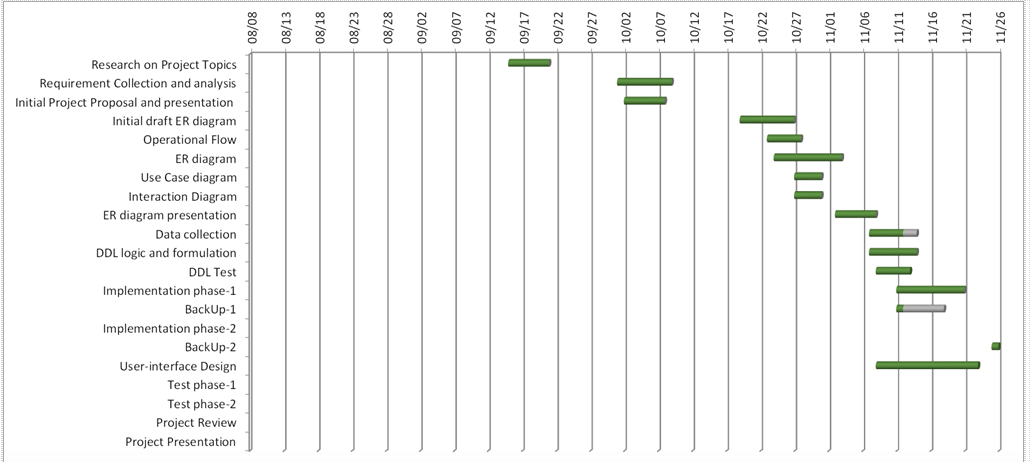 08/08 08/13 08/18 08/23 08/28 09/02 09/07 09/12 09/17 09/22 09/27 10/02 10/07 10/12 10/17 10/22 10/27 11/01 11/06 11/11 11/16 11/21 11/26
Research on Project Topics
Requirement Collection and analysis
Initial Project Proposal and presentation
Initial draft ER diagram
Operational Flow
ER diagram
Use Case diagram
Interaction Diagram
ER diagram presentation
Data collection
DDL logic and formulation
DDL Test
Implementation phase-1
BackUp-1
Implementation phase-2
BackUp-2
User-interface Design
Test phase-1
Test phase-2
Project Review
Project Presentation